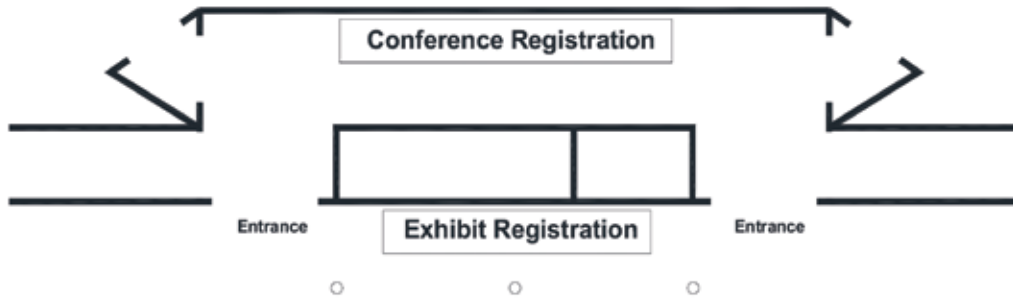 Conference Registration
Entrance
Exhibit Registration
Entrance